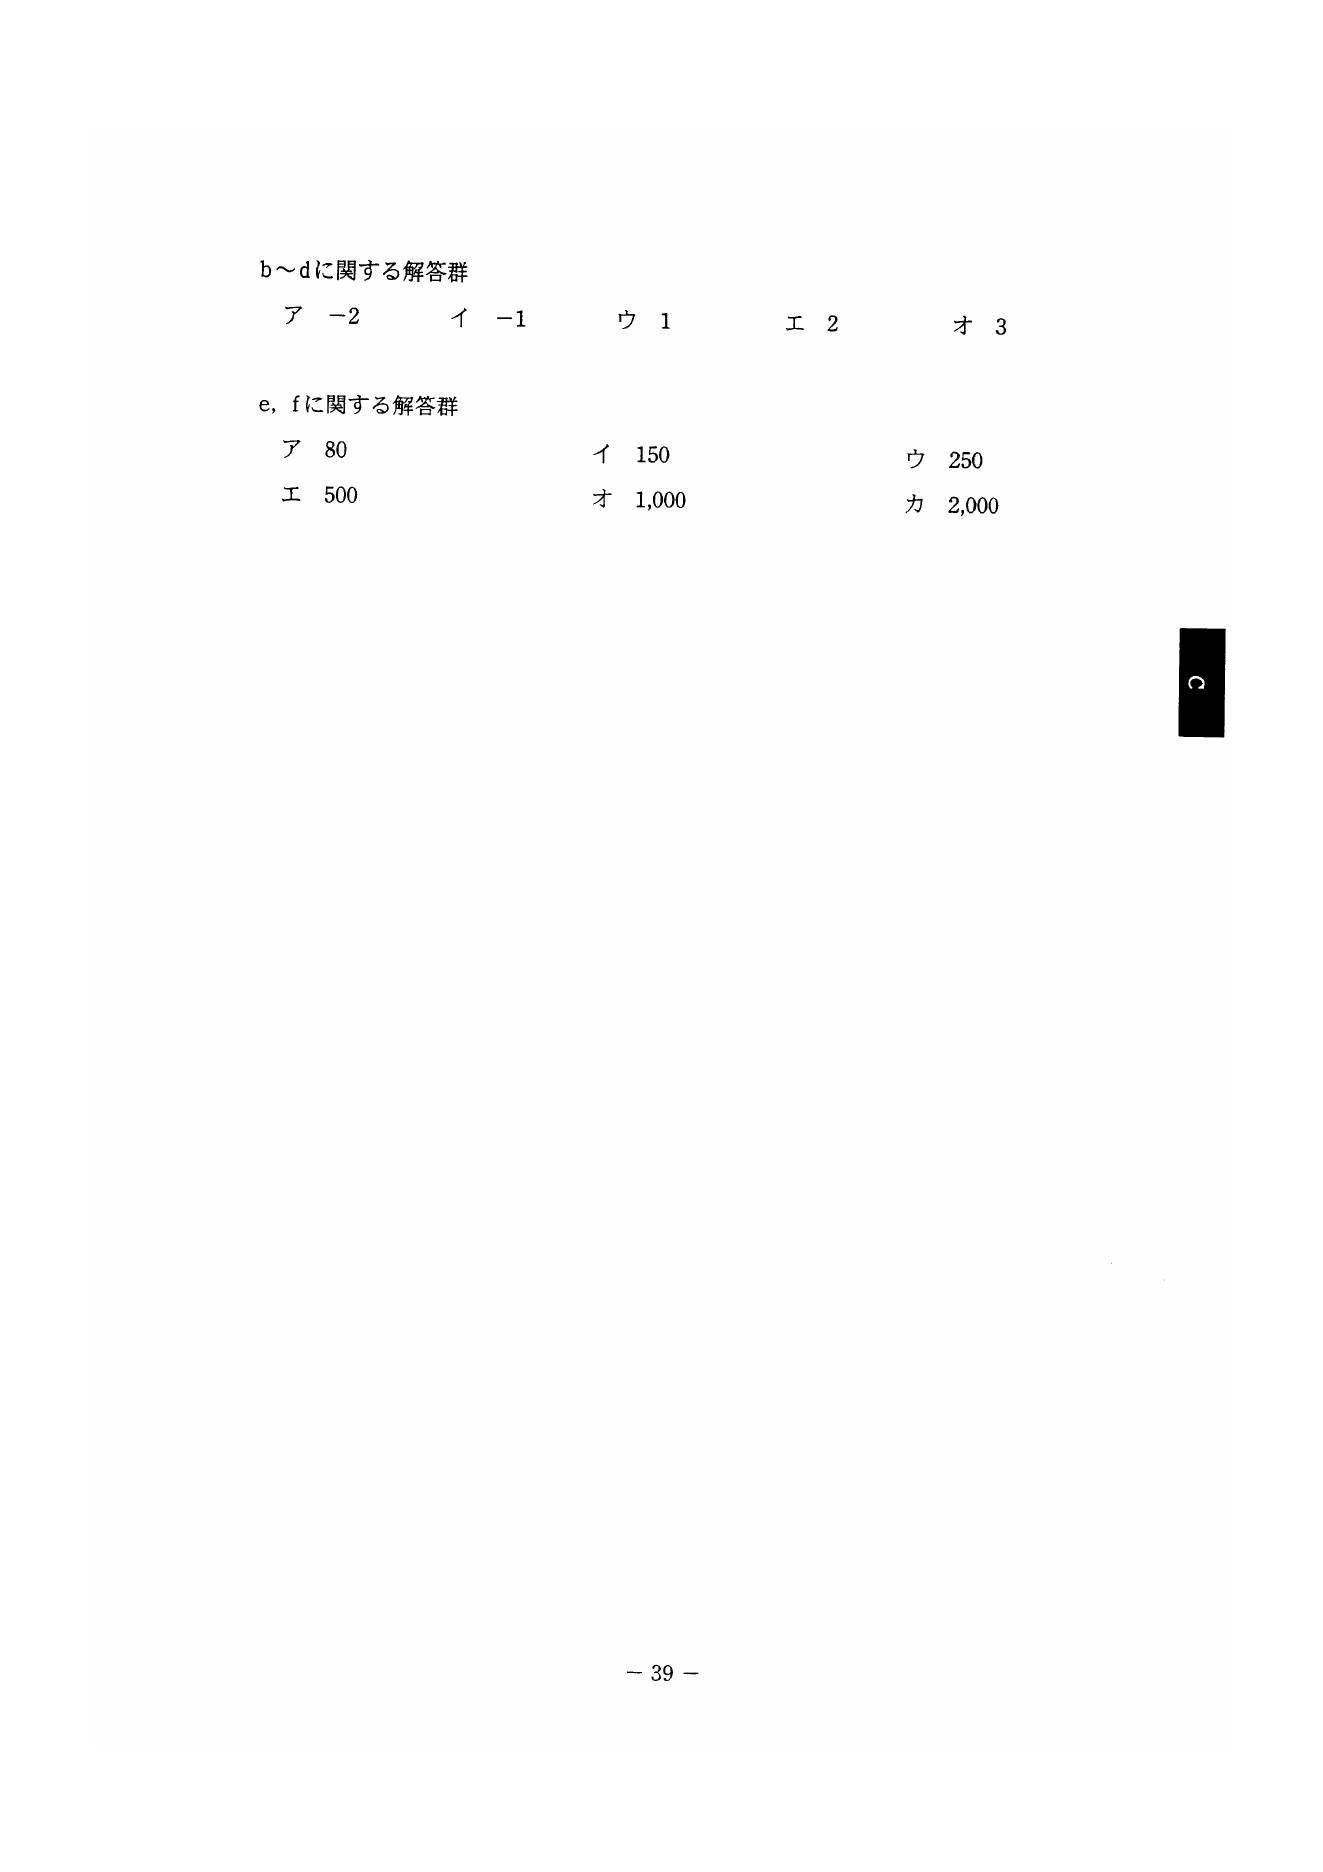 b～dに関する解答群
ア －2 イ －1 ウ 1 エ 2 オ 3
e, fに関する解答群
ア 80 イ 150 ウ 250
エ 500 オ 1,000 カ 2,000
C
－ 39 －